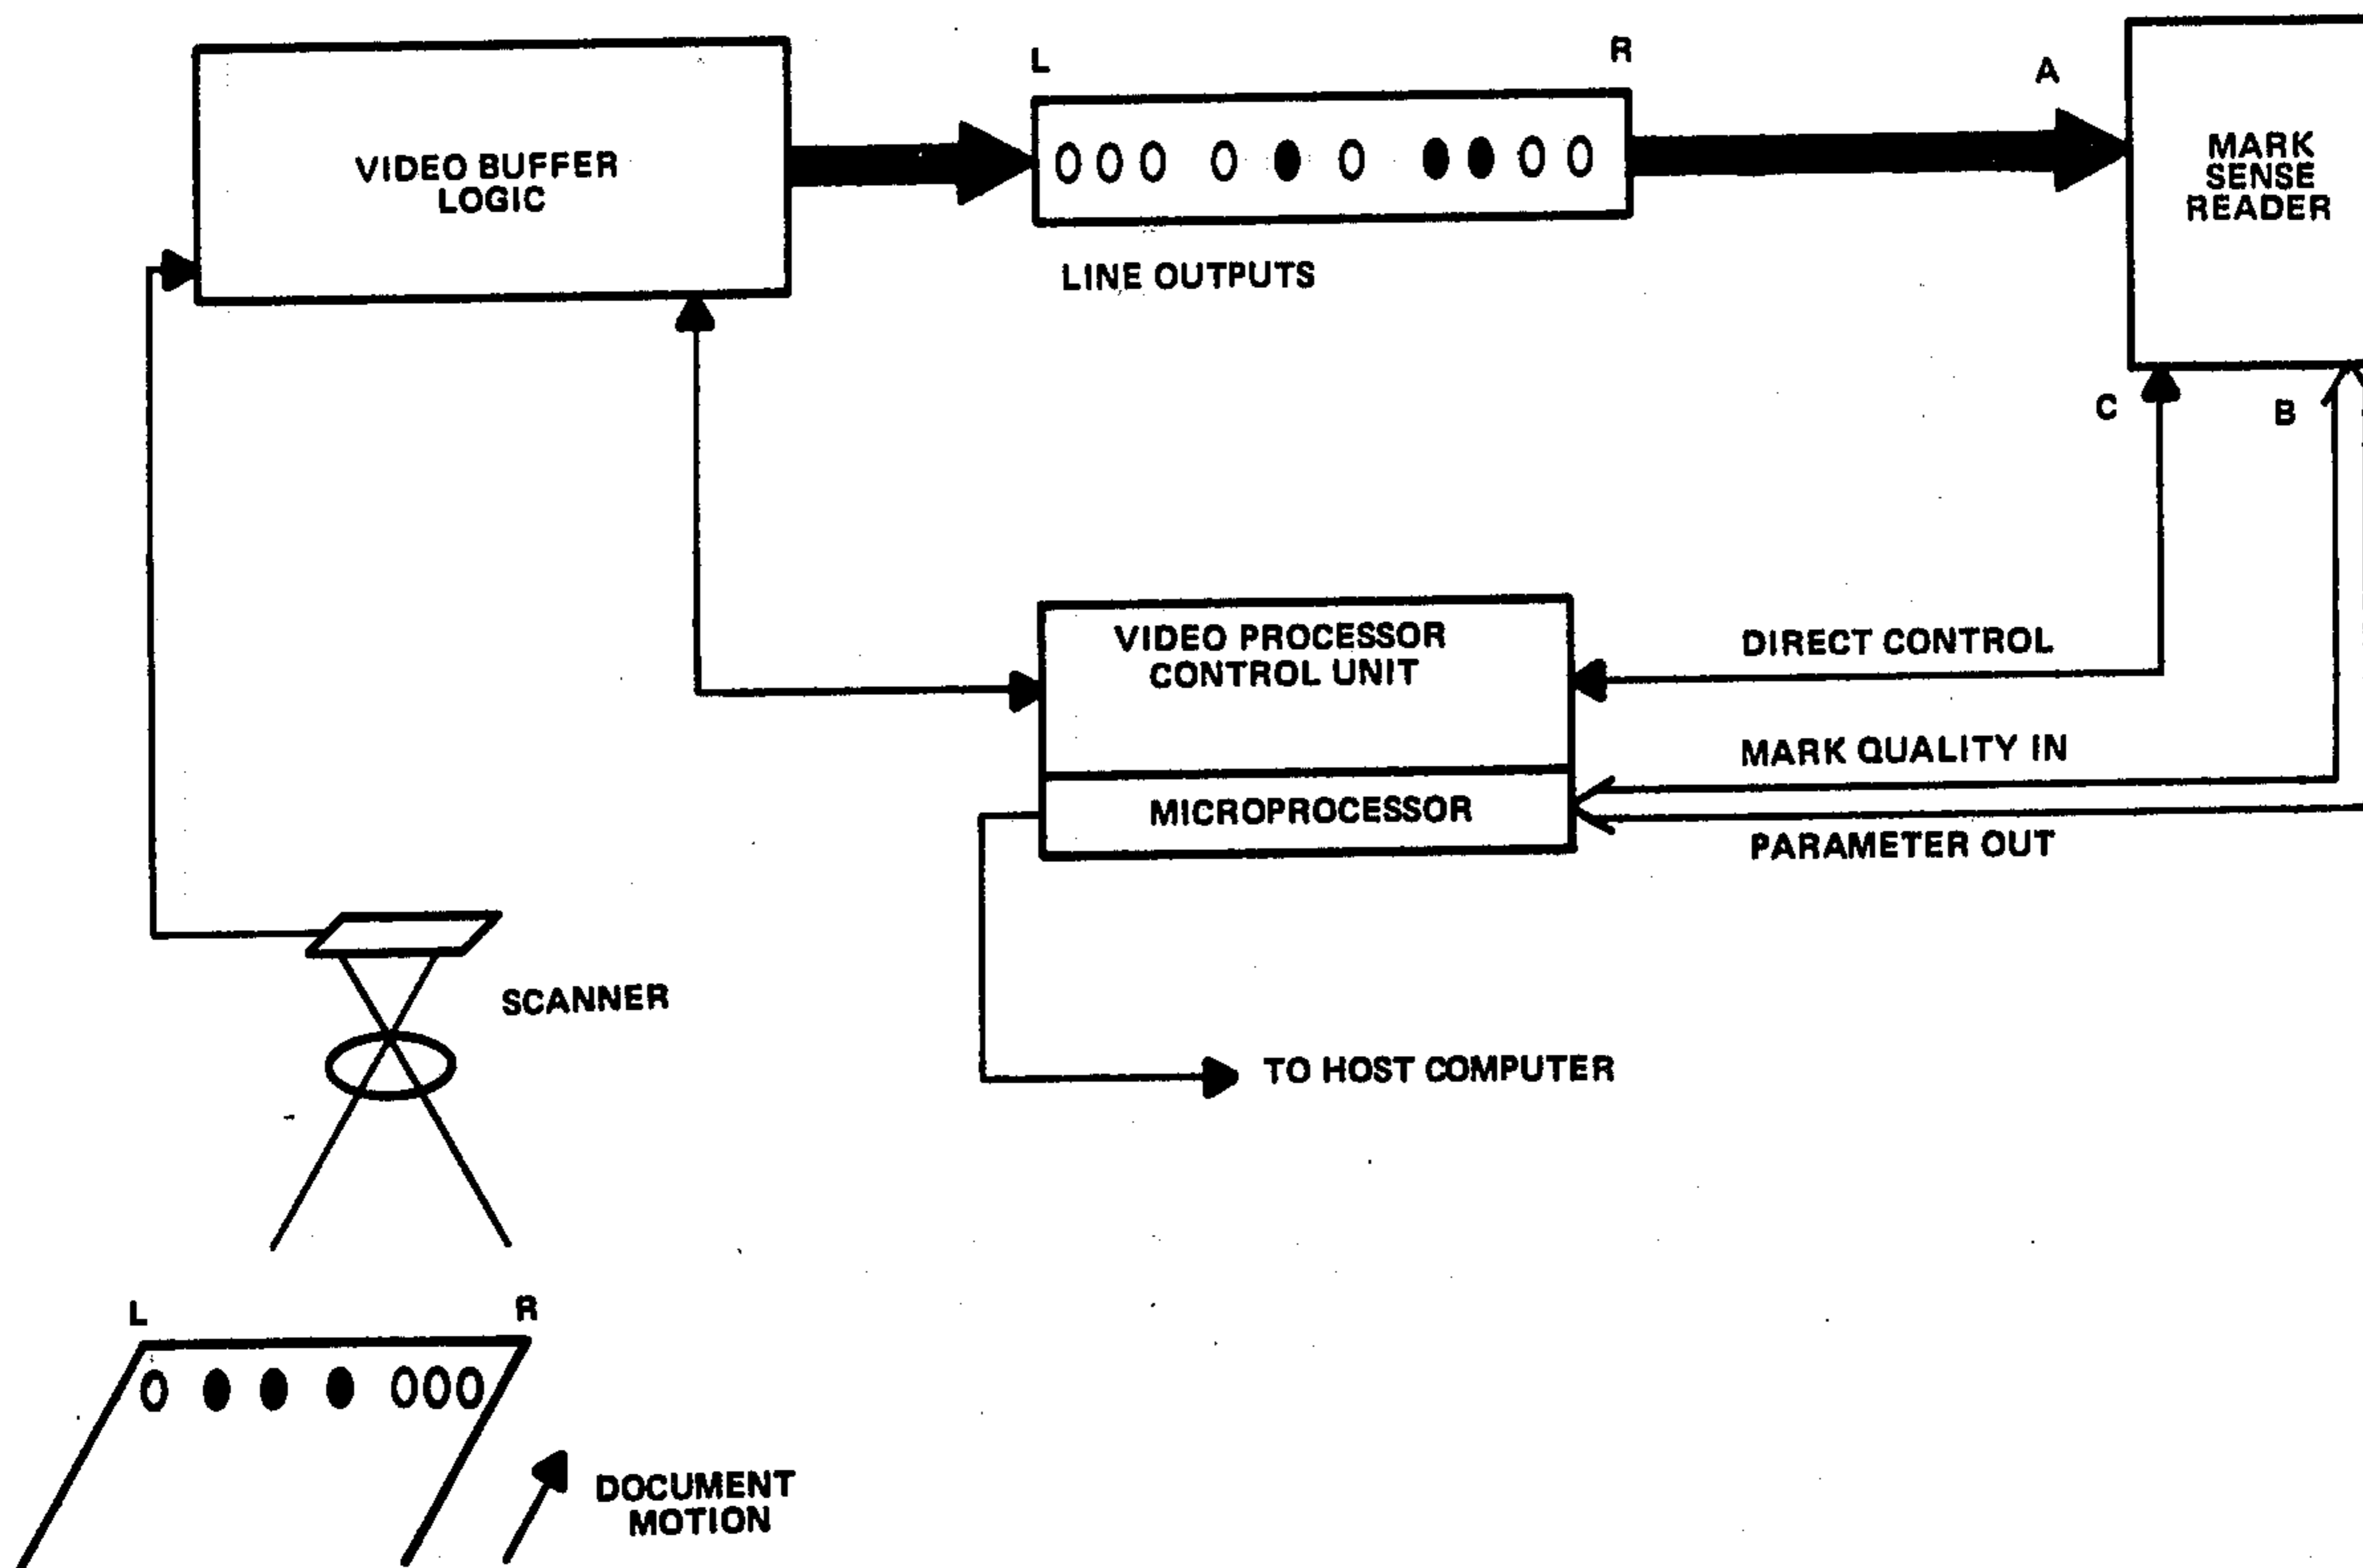 L
R
A
VIDEO BUFFER
LOGIC
MARK
SENSE
READER
LINE OUTPUTS
C
B
VIDEO PROCESSOR
CONTROL UNIT
DIRECT CONTROL
MARK QUALITY IN
MICROPROCESSOR
PARAMETER OUT
SCANNER
TO HOST COMPUTER
L
R
DOCUMENT
MOTION